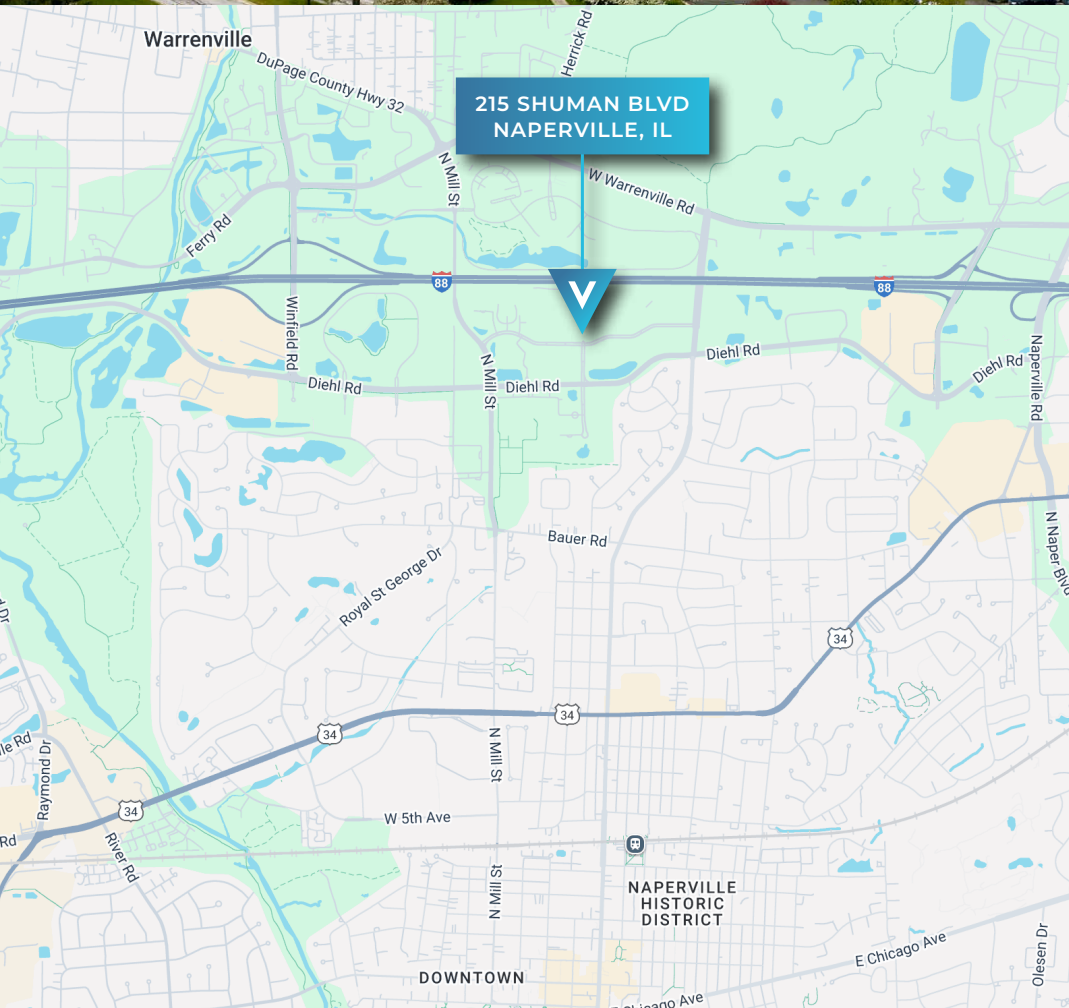 Warrenville
DuPage County Hwy 32
Herrick Rd
215 SHUMAN BLVD
NAPERVILLE, IL
N Mill St
W Warrenville Rd
Ferry Rd
88
V
88
Winfield Rd
N Mill St
Diehl Rd
Diehl Rd
Diehl Rd
Diehl Rd
Naperville Rd
Bauer Rd
N Naper Blvd
Royal St George Dr
34
34
34
34
N Mill St
Raymond Dr
W 5th Ave
Rd
River Rd
N Mill St
NAPERVILLE
HISTORIC
DISTRICT
E Chicago Ave
Olesen Dr
DOWNTOWN
Ave